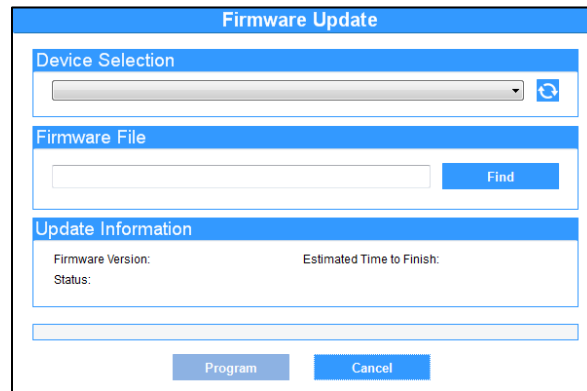 Firmware Update
Device Selection
Firmware File
Find
Update Information
Firmware Version:
Estimated Time to Finish:
Status:
Program
Cancel